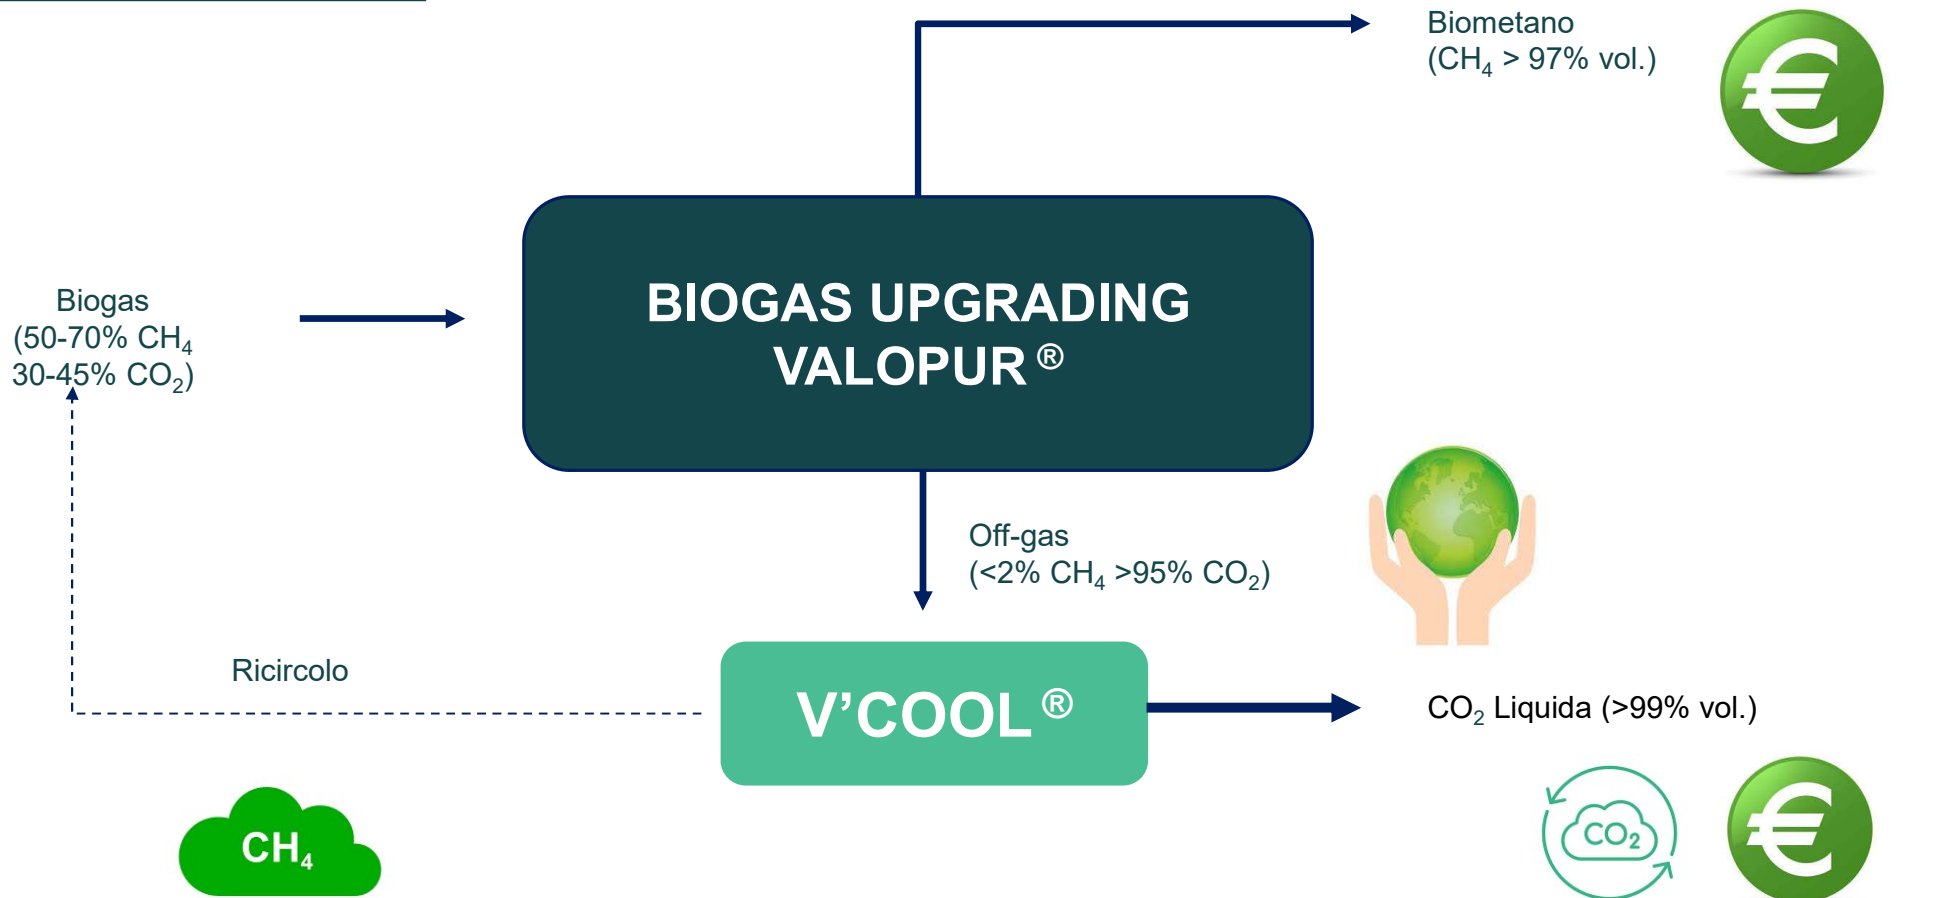 Biometano
(CH₄ > 97% vol.)
€
BIOGAS UPGRADING
VALOPUR ®
Biogas
(50-70% CH₄
30-45% CO₂)
Off-gas
(<2% CH₄ >95% CO₂)
Ricircolo
V’COOL ®
CO₂ Liquida (>99% vol.)
CH₄
CO₂
€